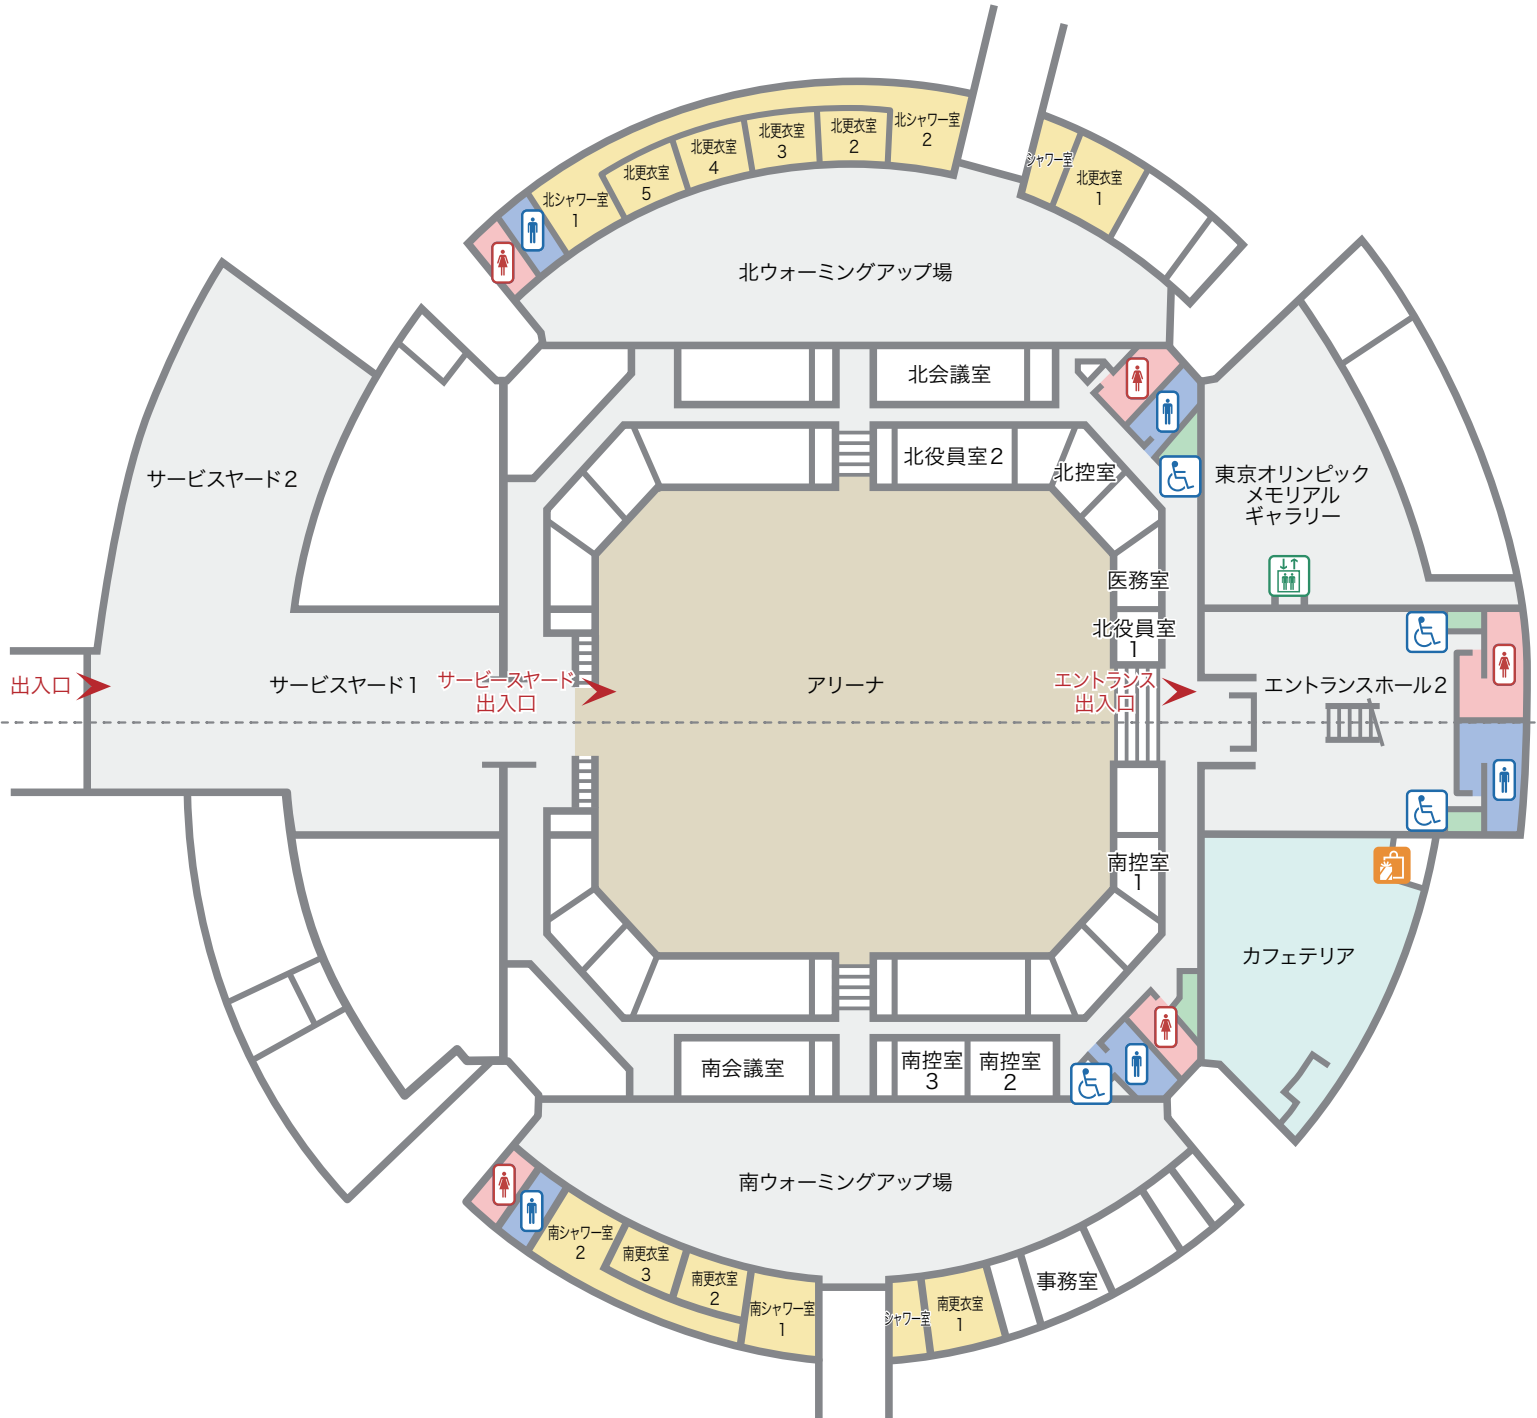 北シャワー室
2
北更衣室
2
北更衣室
3
北更衣室
4
北更衣室
5
北シャワー室
1
シャワー室
北更衣室
1
北ウォーミングアップ場
北会議室
北役員室2
北控室
サービスヤード2
東京オリンピック
メモリアル
ギャラリー
医務室
北役員室
1
出入口
サービスヤード1
サービースヤード
出入口
アリーナ
エントランス
出入口
エントランスホール2
南控室
1
カフェテリア
南会議室
南控室
3
南控室
2
南ウォーミングアップ場
南シャワー室
2
南更衣室
3
南更衣室
2
南シャワー室
1
シャワー室
南更衣室
1
事務室